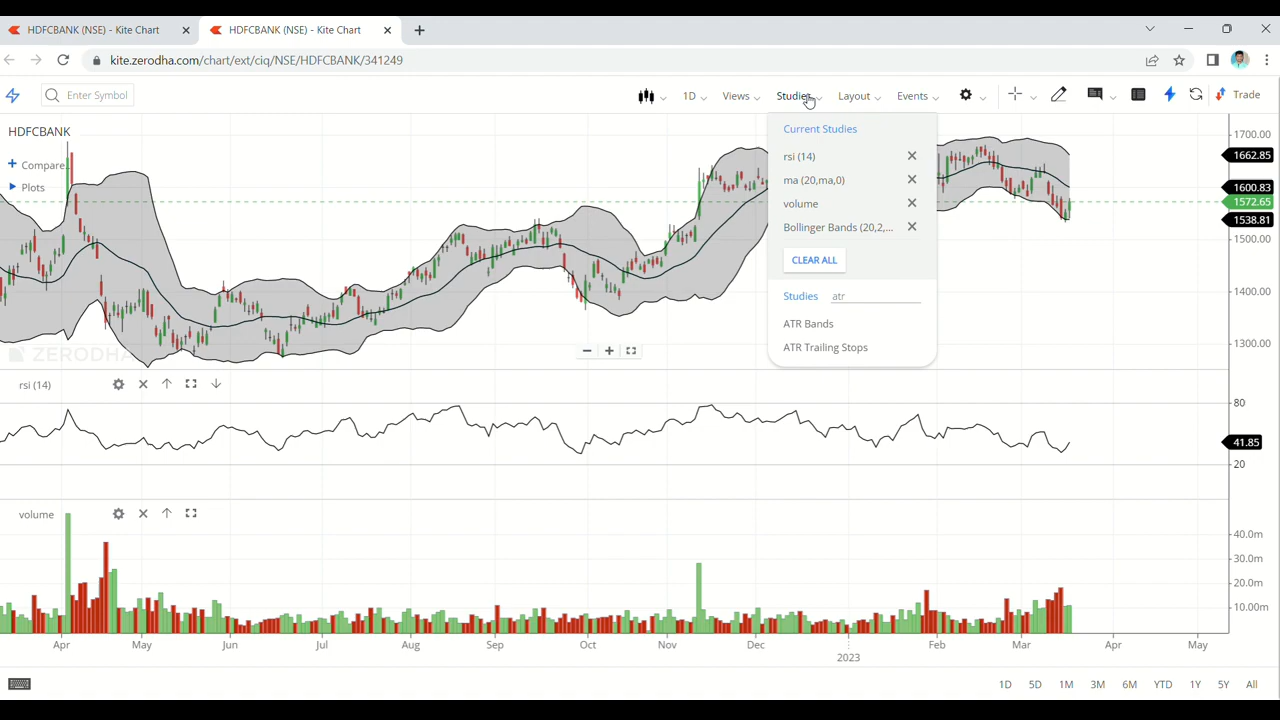 HDFCBANK (NSE) - Kite Chart
HDFCBANK (NSE) - Kite Chart
kite.zerodha.com/chart/ext/ciq/NSE/HDFCBANK/341249
Enter Symbol
1D
Views
Studies
Layout
Events
Trade
HDFCBANK
Compare
Plots
Current Studies
rsi (14)
ma (20,ma,0)
volume
Bollinger Bands (20,2,...
CLEAR ALL
Studies atr
ATR Bands
ATR Trailing Stops
1700.00
1662.85
1600.83
1572.65
1538.81
1500.00
1400.00
1300.00
ZERODHA
rsi (14)
80
41.85
20
volume
40.0m
30.0m
20.0m
10.00m
Apr May Jun Jul Aug Sep Oct Nov Dec 2023 Feb Mar Apr May
1D 5D 1M 3M 6M YTD 1Y 5Y All